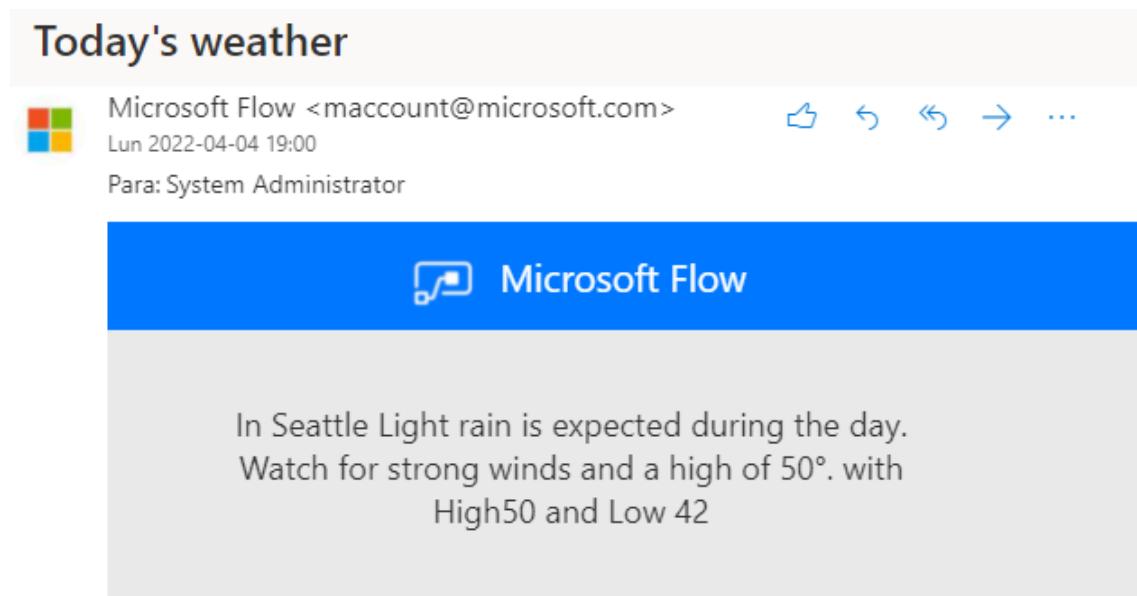 Today's weather
Microsoft Flow <maccount@microsoft.com>
Lun 2022-04-04 19:00
Para: System Administrator
Microsoft Flow
In Seattle Light rain is expected during the day.
Watch for strong winds and a high of 50°. with
High50 and Low 42